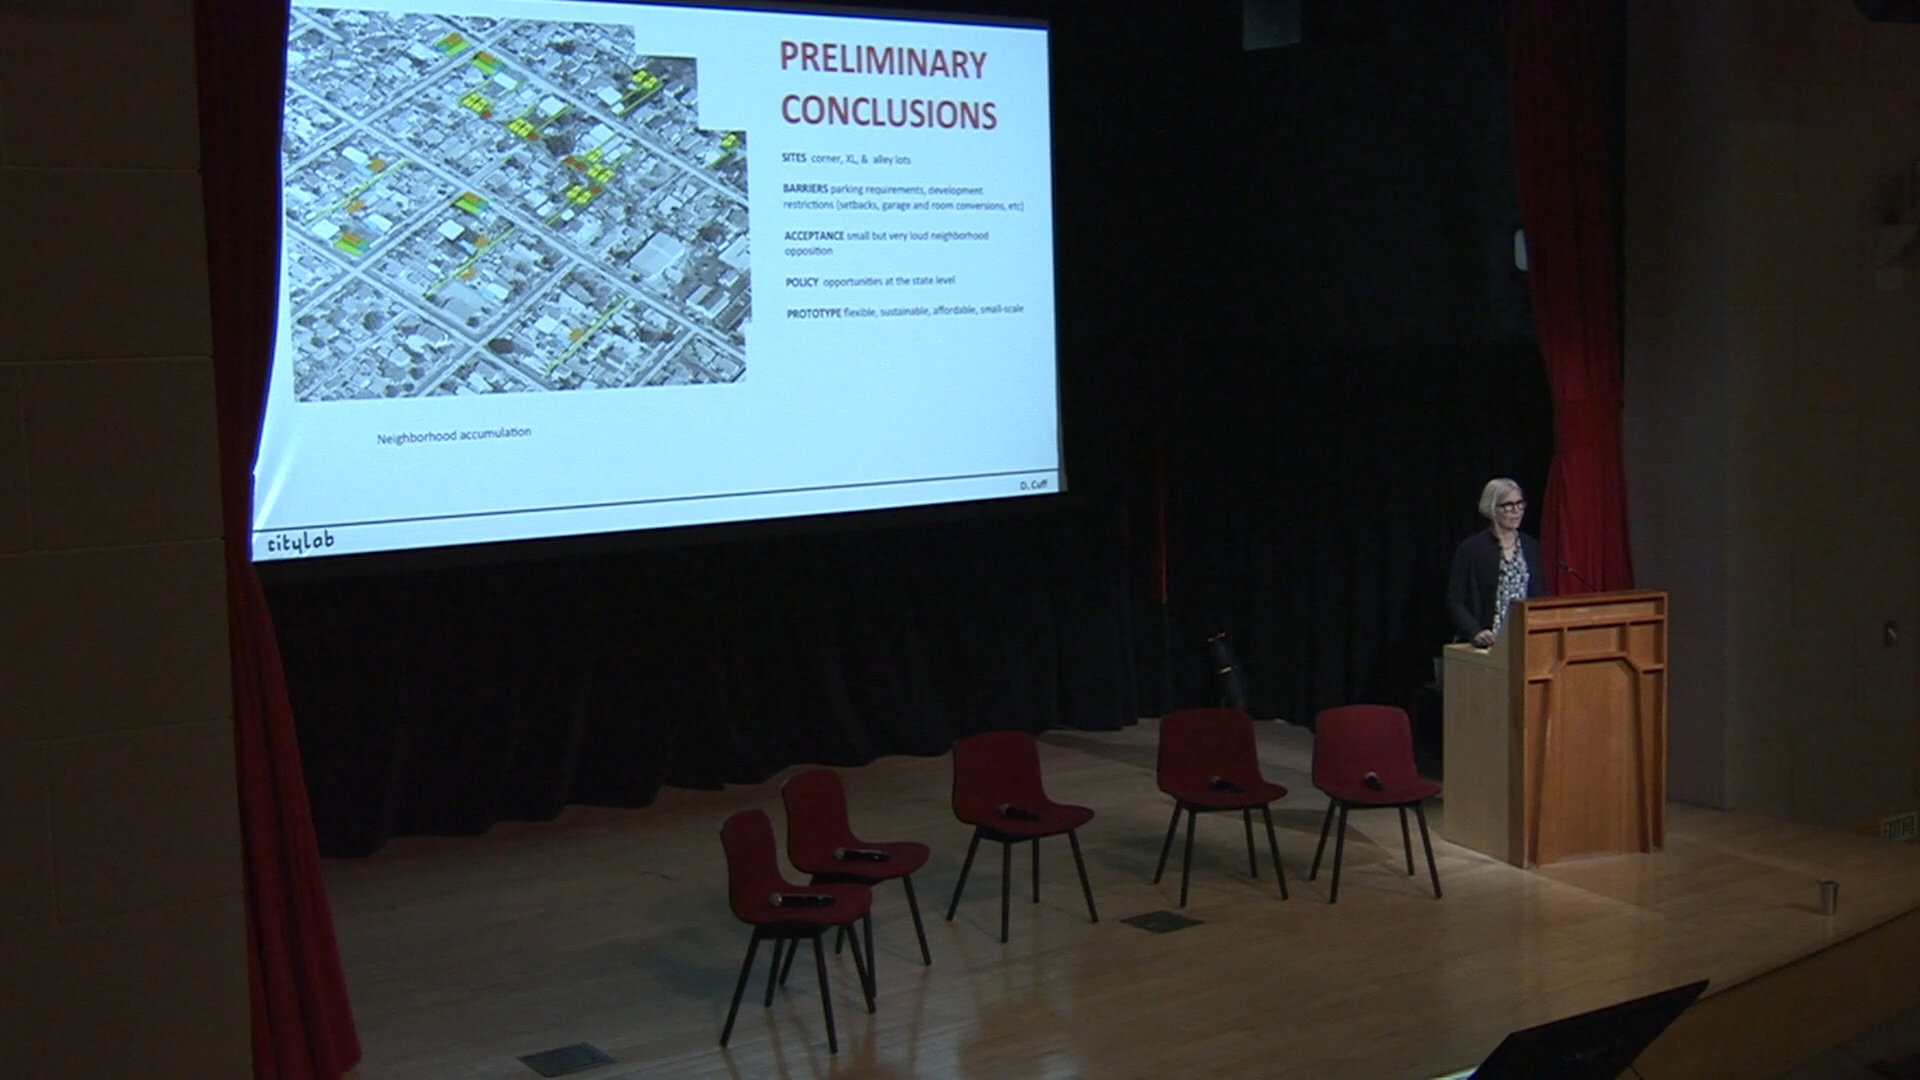 PRELIMINARY
CONCLUSIONS
SITES corner, XL, & alley lots
BARRIERS parking requirements, development
restrictions (setbacks, garage and room conversions, etc)
ACCEPTANCE small but very loud neighborhood
opposition
POLICY opportunities at the state level
PROTOTYPE flexible, sustainable, affordable, small-scale
Neighborhood accumulation
D. Cuff
citylab